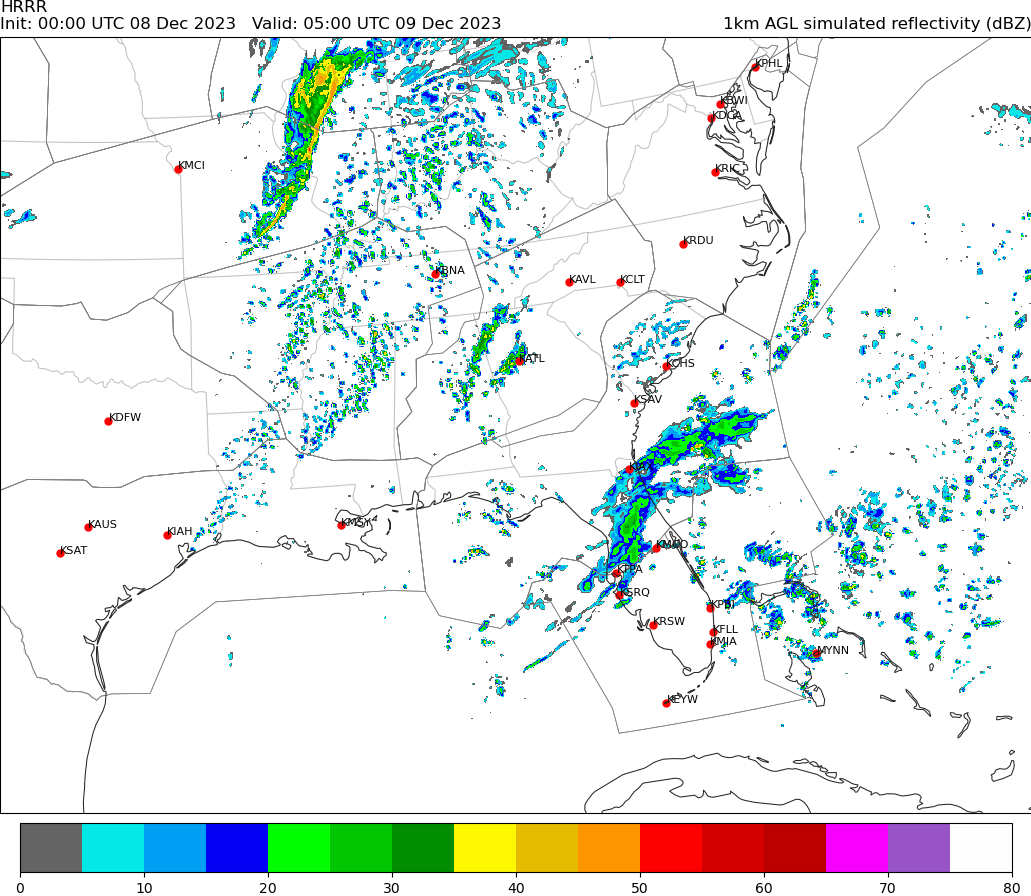 HRRR
Init: 00:00 UTC 08 Dec 2023   Valid: 05:00 UTC 09 Dec 2023   1km AGL simulated reflectivity (dBZ)
KPHL
KBWI
KDCA
KMCI
KRIC
KRDU
KBNA
KAVL
KCLT
KATL
KCHS
KSAV
KDFW
KAUS
KMSY
KIAH
KMCO
KSAT
KTPA
KSRQ
KPBI
KRSW
KFLL
KMIA
MYNN
KEYW
0 10 20 30 40 50 60 70 80